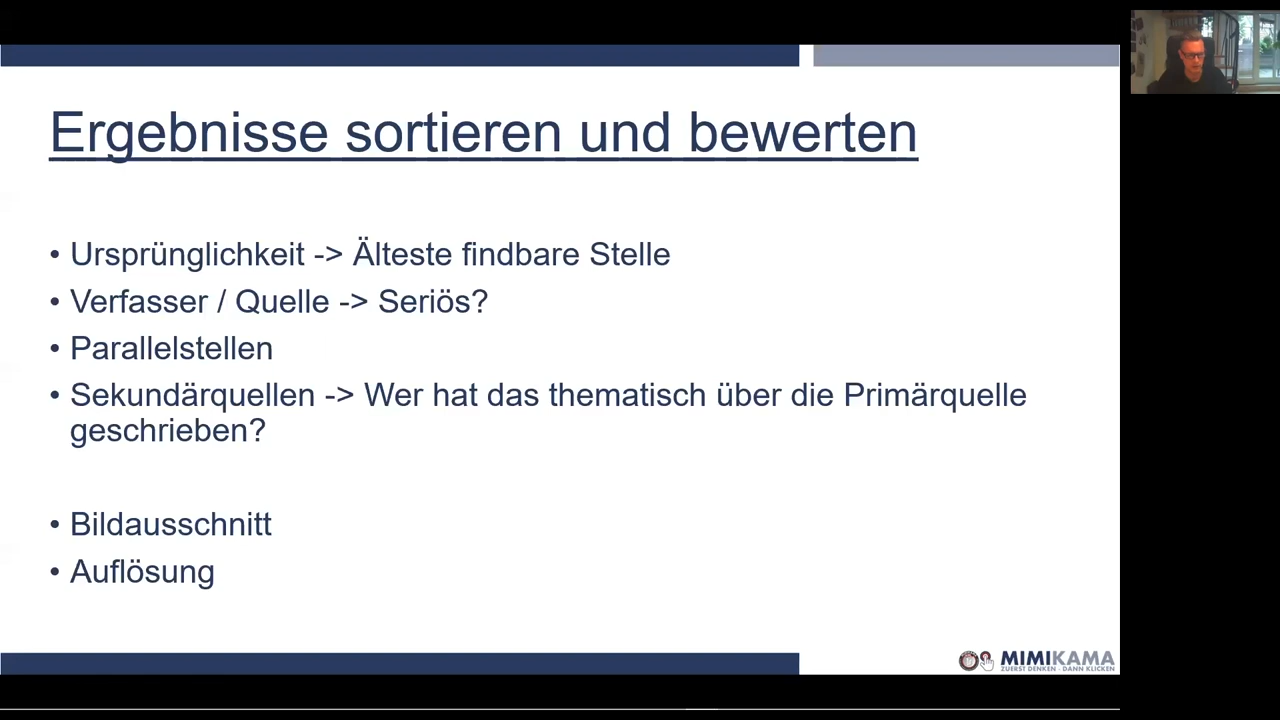 Ergebnisse sortieren und bewerten
• Ursprünglichkeit -> Älteste findbare Stelle
• Verfasser / Quelle -> Seriös?
• Parallelstellen
• Sekundärquellen -> Wer hat das thematisch über die Primärquelle
geschrieben?
• Bildausschnitt
• Auflösung
MIMIKAMA
ZUERST DENKEN - DANN KLICKEN